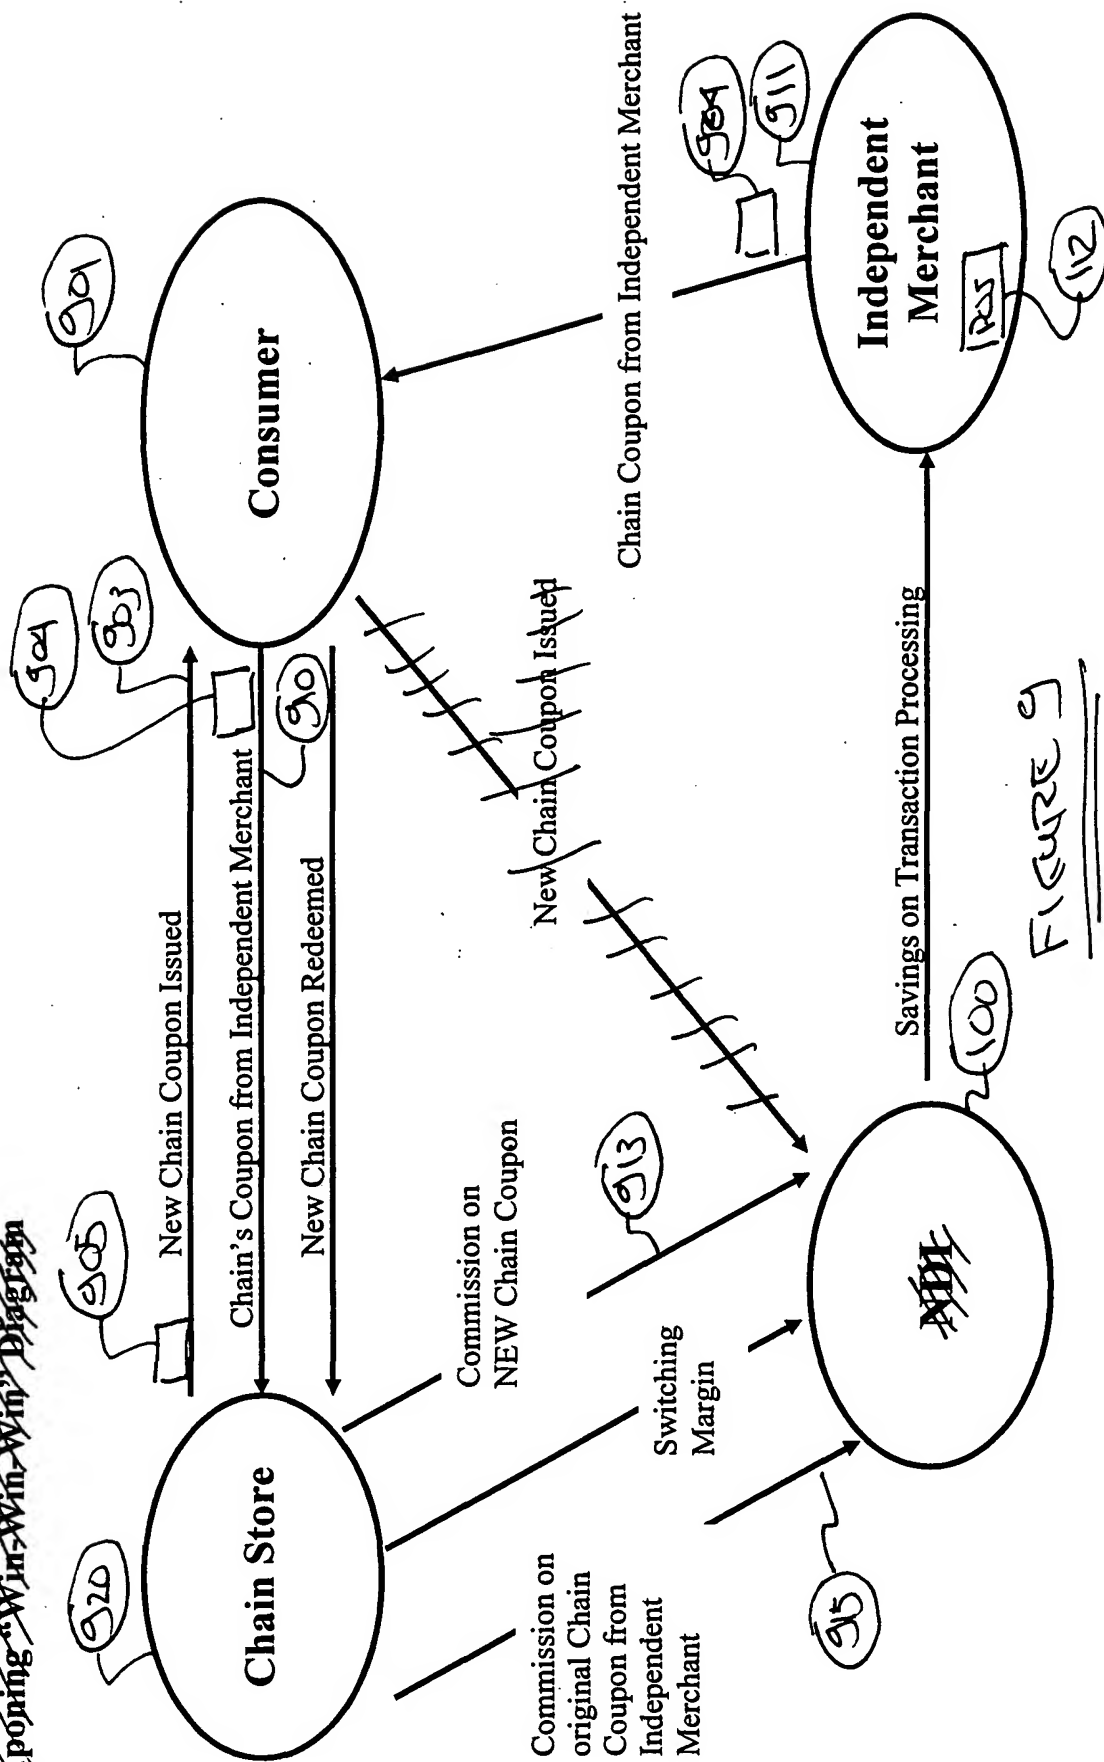 poning "Win-Win-Win" Diagram
920
Chain Store
905
New Chain Coupon Issued
904
903
Chain's Coupon from Independent Merchant
910
New Chain Coupon Redeemed
901
Consumer
Commission on
NEW Chain Coupon
913
New Chain Coupon Issued
Chain Coupon from Independent Merchant
904
911
Switching
Margin
Commission on
original Chain
Coupon from
Independent
Merchant
915
NDI
100
Savings on Transaction Processing
Independent
Merchant
112
FIGURE 9